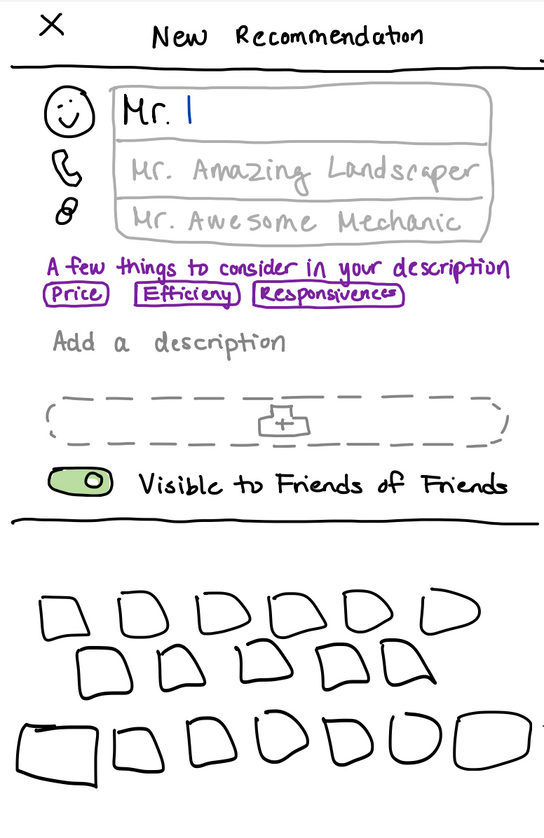 New Recommendation
Mr.
Mr. Amazing Landscaper
Mr. Awesome Mechanic
A few things to consider in your description
Price Efficieny Responsivences
Add a description
Visible to Friends of Friends